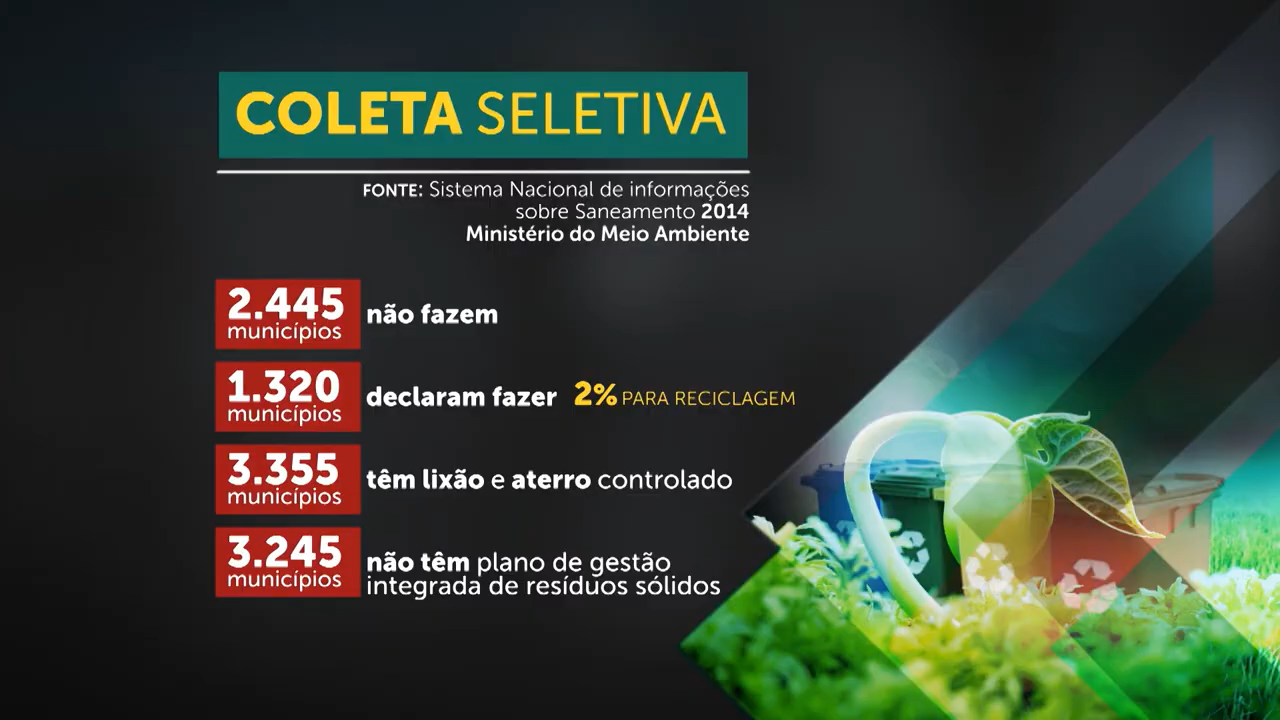 COLETA SELETIVA
FONTE: Sistema Nacional de informações
sobre Saneamento 2014
Ministério do Meio Ambiente
2.445
municípios
não fazem
1.320
municípios
declaram fazer 2% PARA RECICLAGEM
3.355
municípios
têm lixão e aterro controlado
3.245
municípios
não têm plano de gestão
integrada de resíduos sólidos